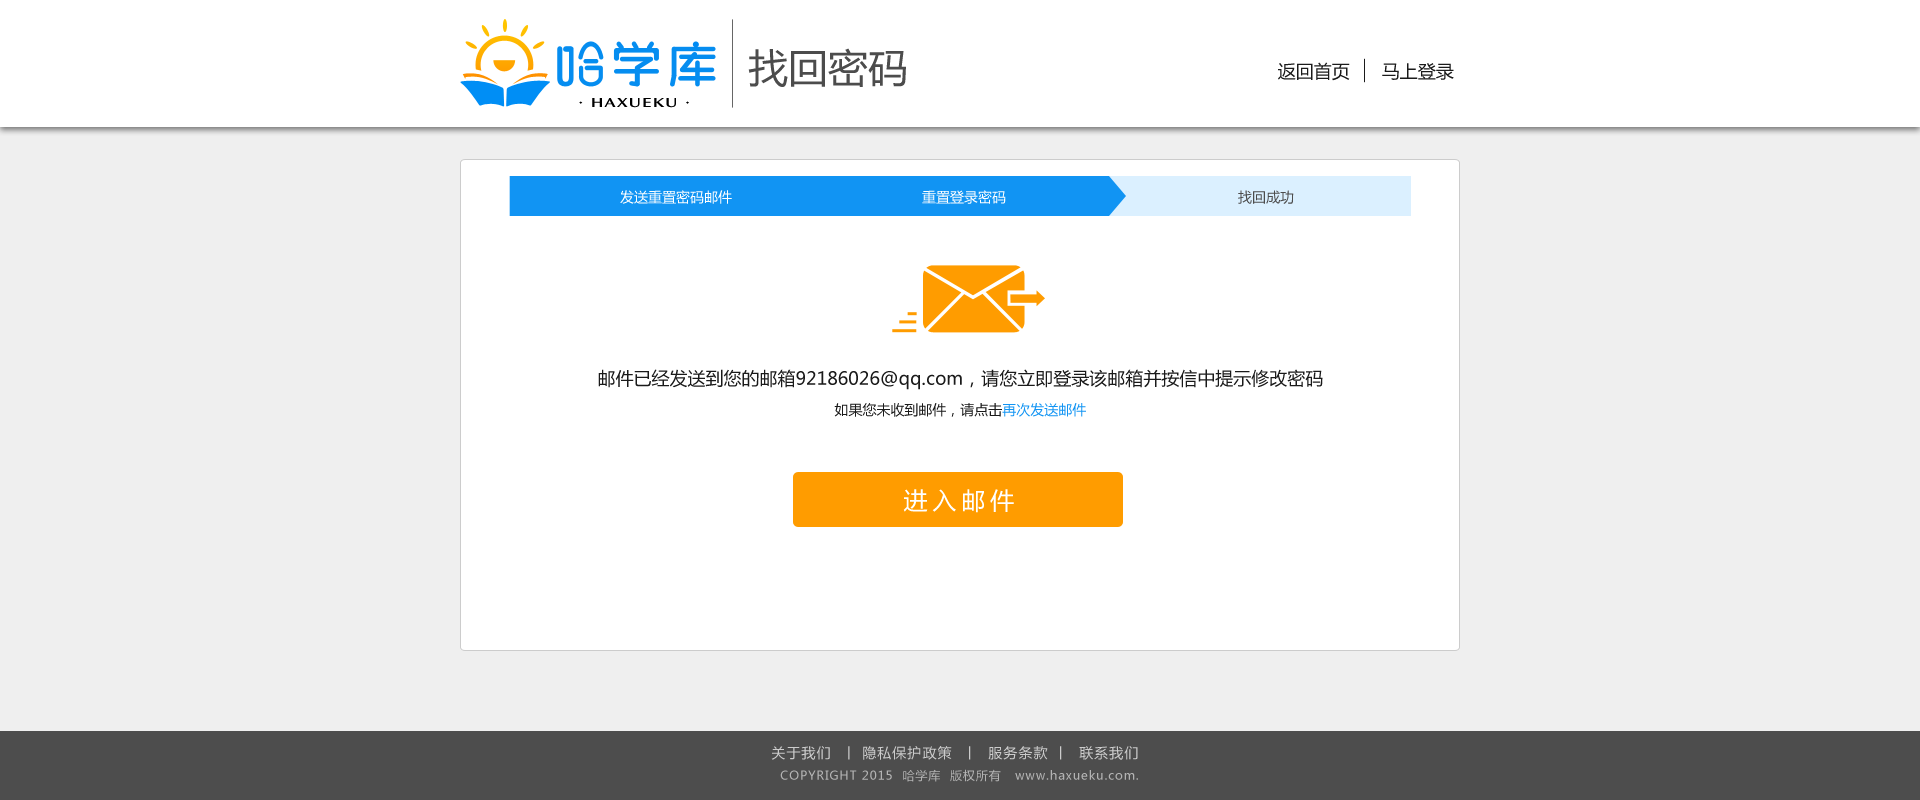 哈学库
· HAXUEKU ·
找回密码
返回首页 | 马上登录
发送重置密码邮件 重置登录密码 找回成功
邮件已经发送到您的邮箱92186026@qq.com，请您立即登录该邮箱并按信中提示修改密码
如果您未收到邮件，请点击再次发送邮件
进入邮件
关于我们 | 隐私保护政策 | 服务条款 | 联系我们
COPYRIGHT 2015 哈学库 版权所有 www.haxueku.com.